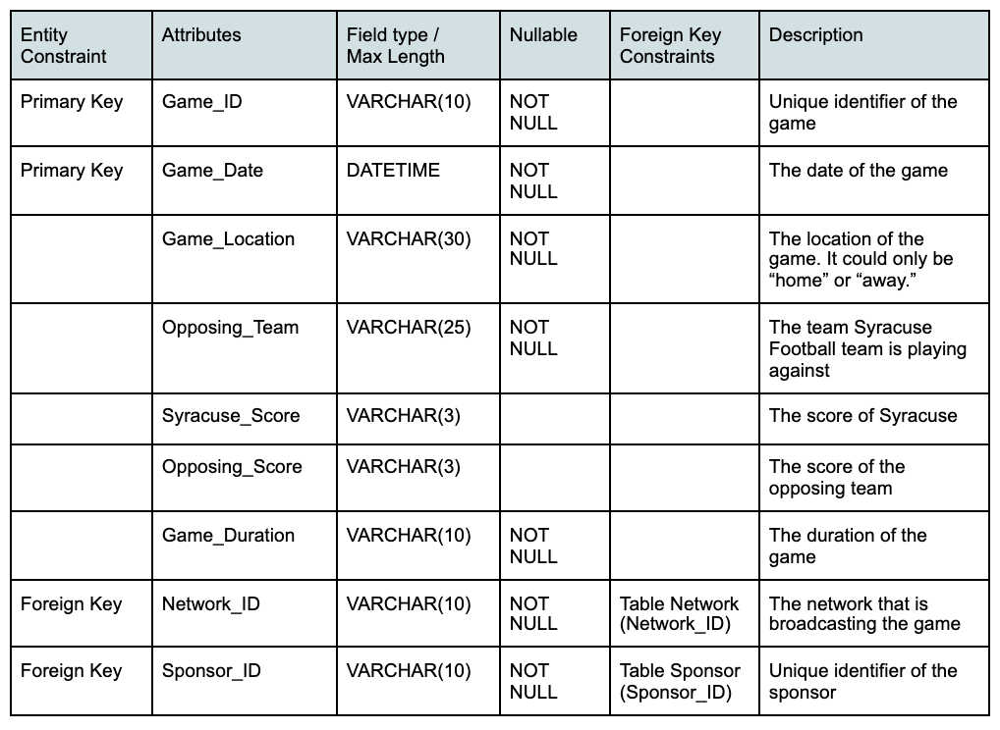 Entity Constraint | Attributes | Field type / Max Length | Nullable | Foreign Key Constraints | Description
Primary Key | Game_ID | VARCHAR(10) | NOT NULL | | Unique identifier of the game
Primary Key | Game_Date | DATETIME | NOT NULL | | The date of the game
| Game_Location | VARCHAR(30) | NOT NULL | | The location of the game. It could only be “home” or “away.”
| Opposing_Team | VARCHAR(25) | NOT NULL | | The team Syracuse Football team is playing against
| Syracuse_Score | VARCHAR(3) | | | The score of Syracuse
| Opposing_Score | VARCHAR(3) | | | The score of the opposing team
| Game_Duration | VARCHAR(10) | NOT NULL | | The duration of the game
Foreign Key | Network_ID | VARCHAR(10) | NOT NULL | Table Network (Network_ID) | The network that is broadcasting the game
Foreign Key | Sponsor_ID | VARCHAR(10) | NOT NULL | Table Sponsor (Sponsor_ID) | Unique identifier of the sponsor